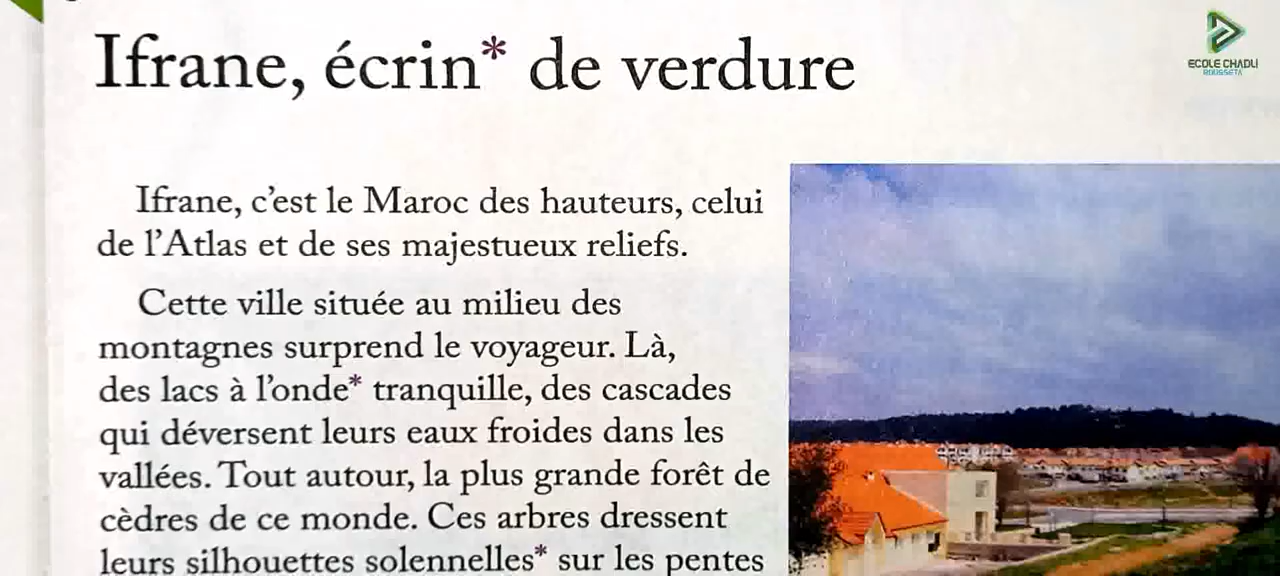 Ifrane, écrin* de verdure
ECOLE CHADLI
ROUSSETA
Ifrane, c'est le Maroc des hauteurs, celui
de l'Atlas et de ses majestueux reliefs.
Cette ville située au milieu des
montagnes surprend le voyageur. Là,
des lacs à l'onde* tranquille, des cascades
qui déversent leurs eaux froides dans les
vallées. Tout autour, la plus grande forêt de
cèdres de ce monde. Ces arbres dressent
leurs silhouettes solennelles* sur les pentes